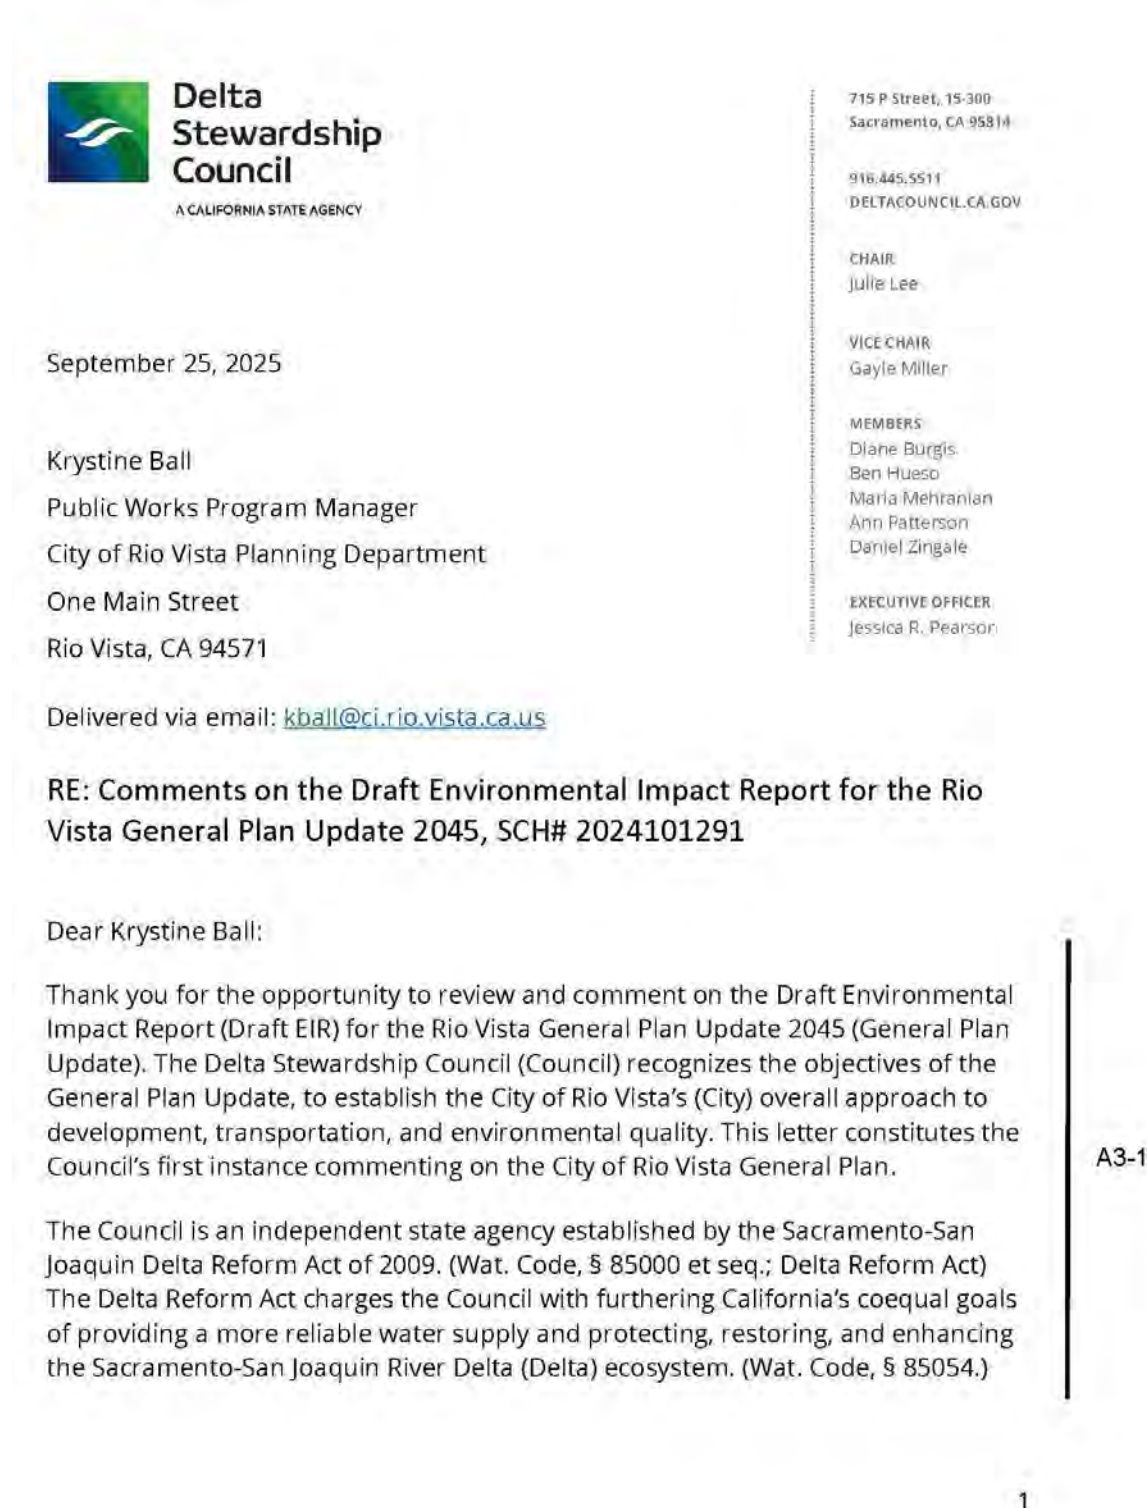 Delta
Stewardship
Council
A CALIFORNIA STATE AGENCY
715 P Street, 15-300
Sacramento, CA 95814
916.445.5511
DELTACOUNCIL.CA.GOV
CHAIR
Julie Lee
VICE CHAIR
Gayle Miller
MEMBERS
Diane Burgis
Ben Hueso
Maria Mehranian
Ann Patterson
Daniel Zingale
EXECUTIVE OFFICER
Jessica R. Pearson
September 25, 2025
Krystine Ball
Public Works Program Manager
City of Rio Vista Planning Department
One Main Street
Rio Vista, CA 94571
Delivered via email: kball@ci.rio.vista.ca.us
RE: Comments on the Draft Environmental Impact Report for the Rio
Vista General Plan Update 2045, SCH# 2024101291
Dear Krystine Ball:
Thank you for the opportunity to review and comment on the Draft Environmental
Impact Report (Draft EIR) for the Rio Vista General Plan Update 2045 (General Plan
Update). The Delta Stewardship Council (Council) recognizes the objectives of the
General Plan Update, to establish the City of Rio Vista's (City) overall approach to
development, transportation, and environmental quality. This letter constitutes the
Council's first instance commenting on the City of Rio Vista General Plan.
A3-1
The Council is an independent state agency established by the Sacramento-San
Joaquin Delta Reform Act of 2009. (Wat. Code, § 85000 et seq.; Delta Reform Act)
The Delta Reform Act charges the Council with furthering California's coequal goals
of providing a more reliable water supply and protecting, restoring, and enhancing
the Sacramento-San Joaquin River Delta (Delta) ecosystem. (Wat. Code, § 85054.)
1